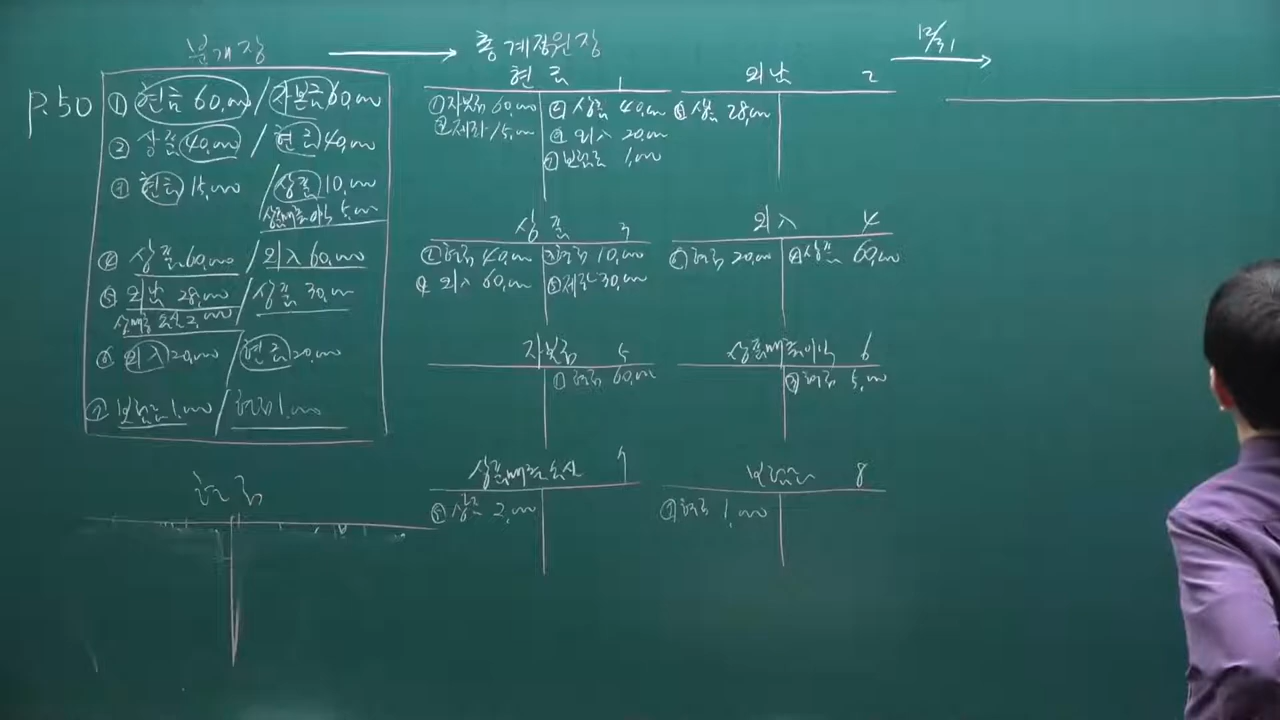 분개장 → 총계정원장 12/31 →
P.50
① 현금 60,000 / 자본금 60,000
② 상품 40,000 / 현금 40,000
③ 현금 15,000 / 상품 10,000
상품매출이익 5,000
④ 상품 60,000 / 외入 60,000
⑤ 외난 28,000 / 상품 30,000
상품매출손실 2,000
⑥ 외入 20,000 / 현금 20,000
⑦ 보험료 1,000 / 현금 1,000
현금
현금 1
① 자본금 60,000 ② 상품 40,000
③ 제좌 15,000 ⑥ 외入 20,000
⑦ 보험료 1,000
2
⑤ 상품 28,000
상품 3
② 현금 40,000 ③ 현금 10,000
④ 외入 60,000 ⑤ 제좌 30,000
외入 4
⑥ 현금 20,000 ④ 상품 60,000
자본금 5
① 현금 60,000
상품매출이익 6
③ 현금 5,000
상품매출손실 7
⑤ 상품 2,000
보험료 8
⑦ 현금 1,000